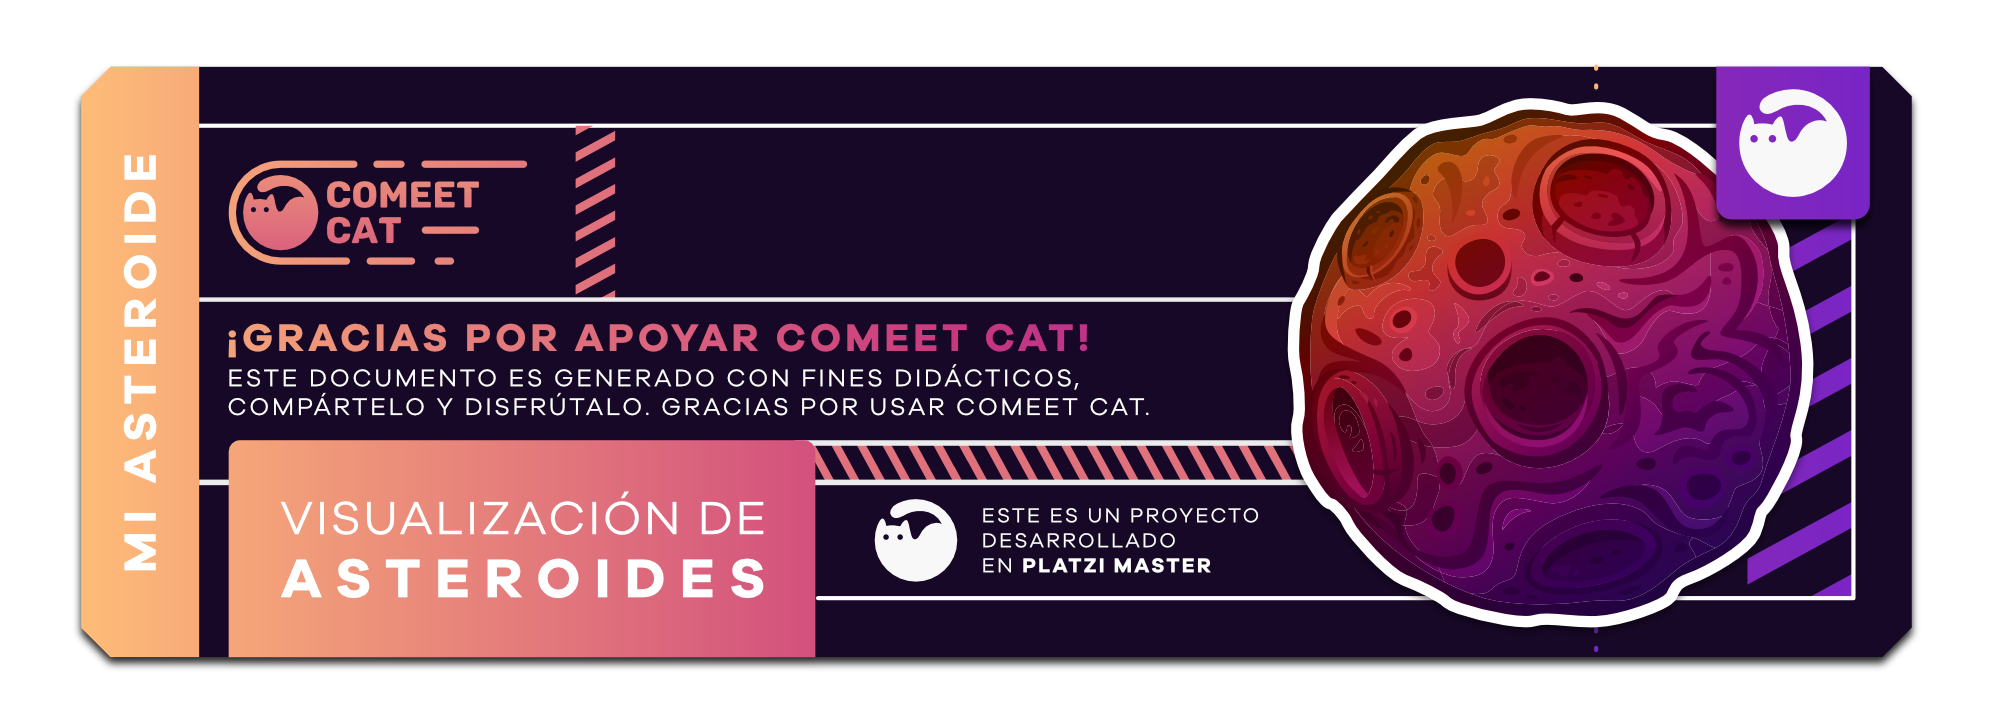 MI ASTEROIDE
COMEET
CAT
¡GRACIAS POR APOYAR COMEET CAT!
ESTE DOCUMENTO ES GENERADO CON FINES DIDÁCTICOS,
COMPÁRTELO Y DISFRÚTALO. GRACIAS POR USAR COMEET CAT.
VISUALIZACIÓN DE
ASTEROIDES
ESTE ES UN PROYECTO
DESARROLLADO
EN PLATZI MASTER